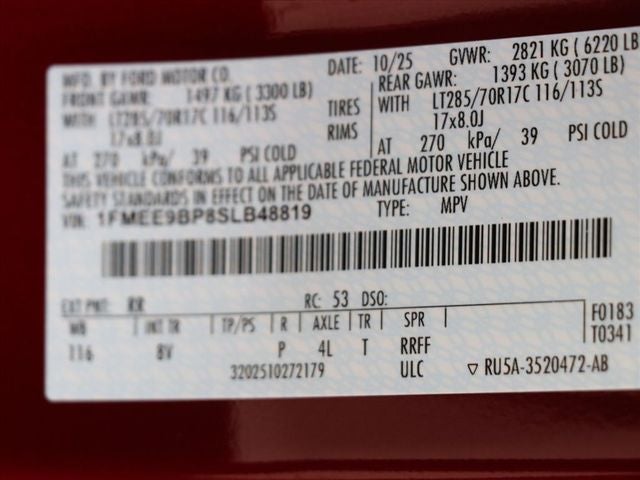 MFD. BY FORD MOTOR CO.
DATE: 10/25 GVWR: 2821 KG ( 6220 LB
FRONT GAWR: 1497 KG ( 3300 LB)
REAR GAWR: 1393 KG ( 3070 LB)
WITH LT285/70R17C 116/113S TIRES
WITH LT285/70R17C 116/113S
17x8.0J RIMS
17x8.0J
AT 270 kPa/ 39 PSI COLD
AT 270 kPa/ 39 PSI COLD
THIS VEHICLE CONFORMS TO ALL APPLICABLE FEDERAL MOTOR VEHICLE
SAFETY STANDARDS IN EFFECT ON THE DATE OF MANUFACTURE SHOWN ABOVE.
VIN: 1FMEE9BP8SLB48819 TYPE: MPV
EXT PNT: RR RC: 53 DSO:
WB INT TR TP/PS R AXLE TR SPR F0183
T0341
116 8V P 4L T RRFF
3202510272179 ULC RU5A-3520472-AB